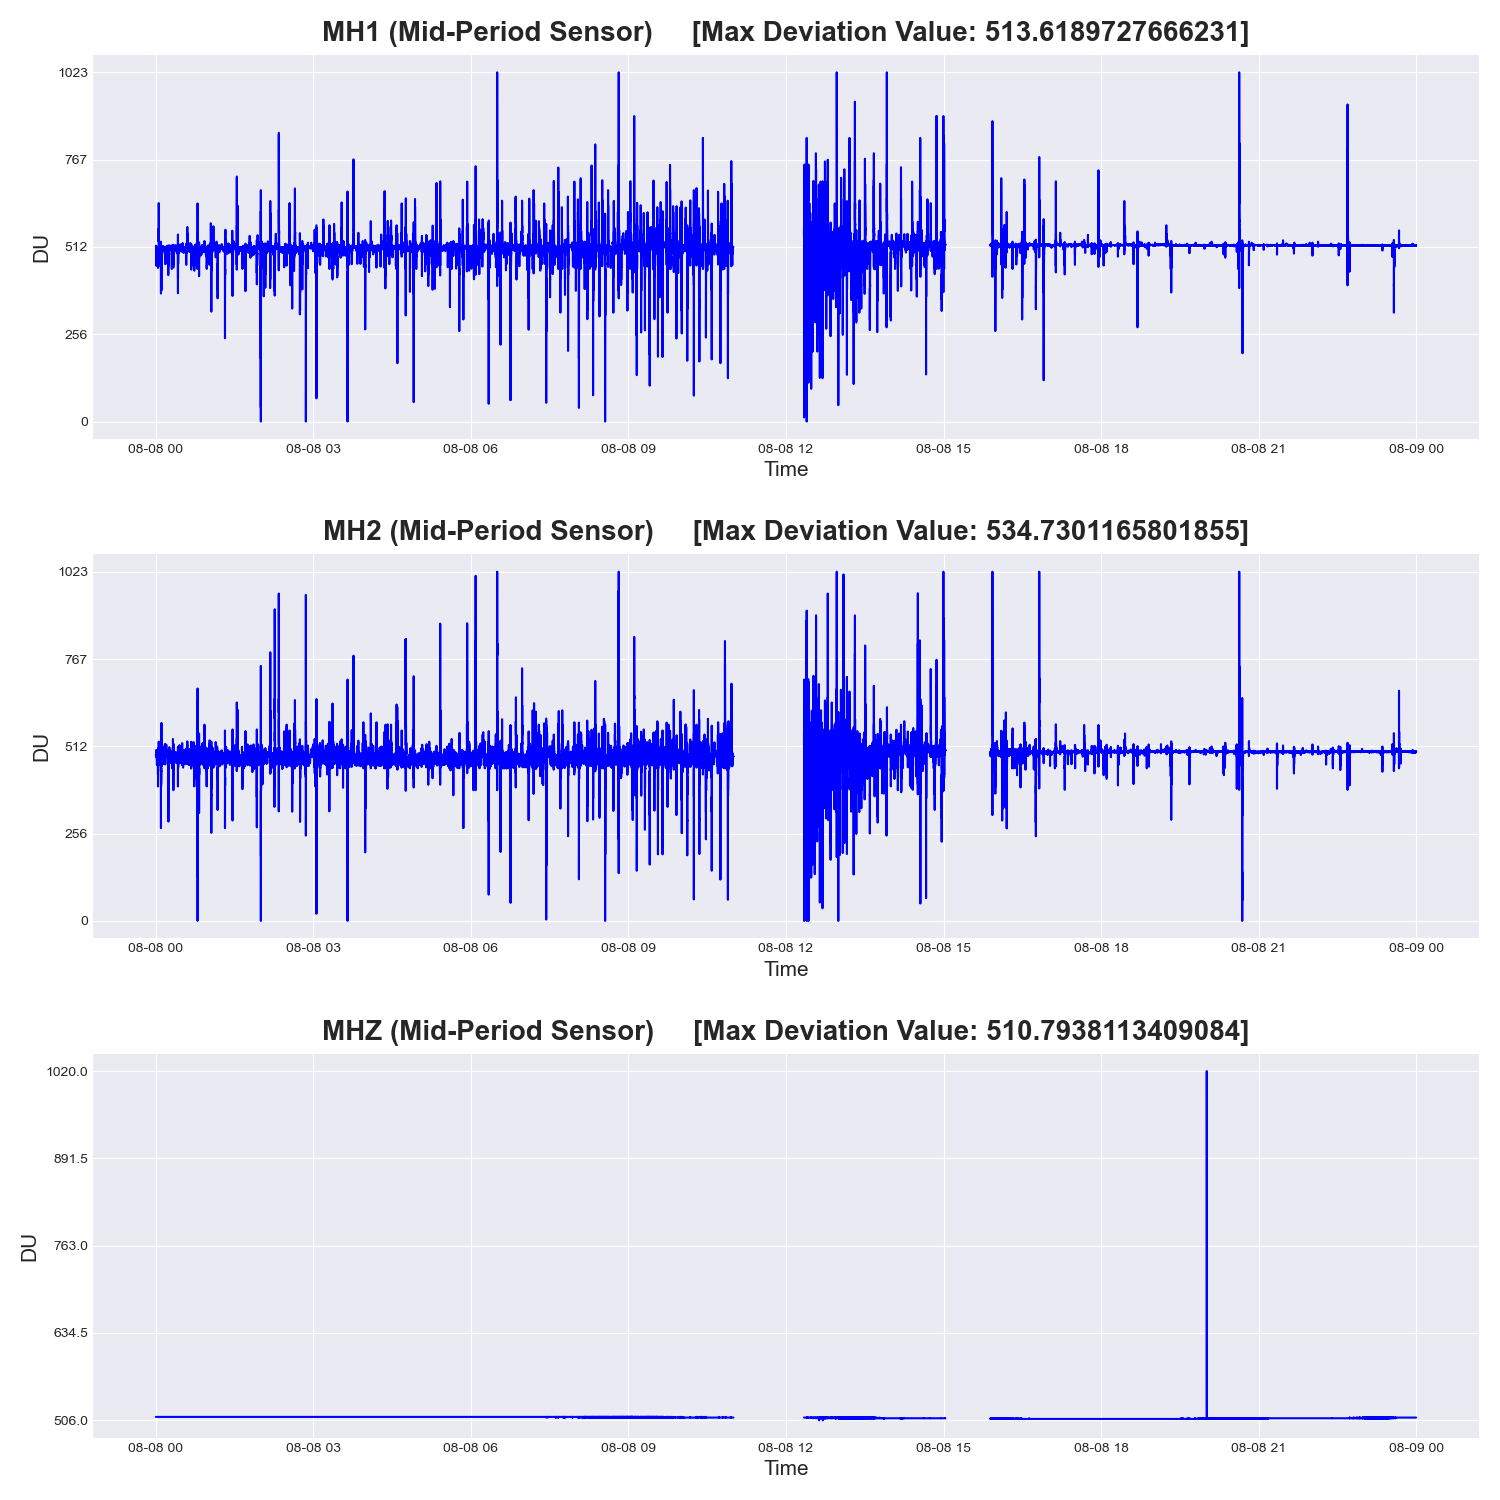 MH1 (Mid-Period Sensor)     [Max Deviation Value: 513.6189727666231]
1023
767
512
256
0
DU
08-08 00 08-08 03 08-08 06 08-08 09 08-08 12 08-08 15 08-08 18 08-08 21 08-09 00
Time
MH2 (Mid-Period Sensor)     [Max Deviation Value: 534.7301165801855]
1023
767
512
256
0
DU
08-08 00 08-08 03 08-08 06 08-08 09 08-08 12 08-08 15 08-08 18 08-08 21 08-09 00
Time
MHZ (Mid-Period Sensor)     [Max Deviation Value: 510.7938113409084]
1020.0
891.5
763.0
634.5
506.0
DU
08-08 00 08-08 03 08-08 06 08-08 09 08-08 12 08-08 15 08-08 18 08-08 21 08-09 00
Time